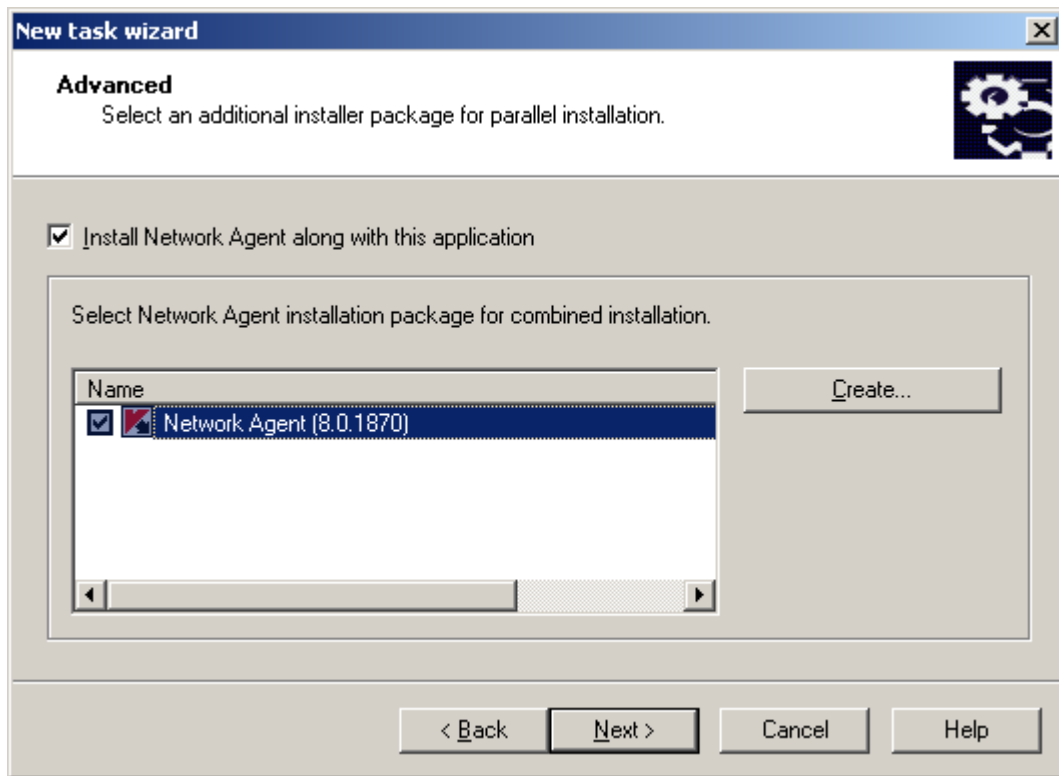 New task wizard
Advanced
Select an additional installer package for parallel installation.
Install Network Agent along with this application
Select Network Agent installation package for combined installation.
Name
Create...
Network Agent (8.0.1870)
< Back
Next >
Cancel
Help